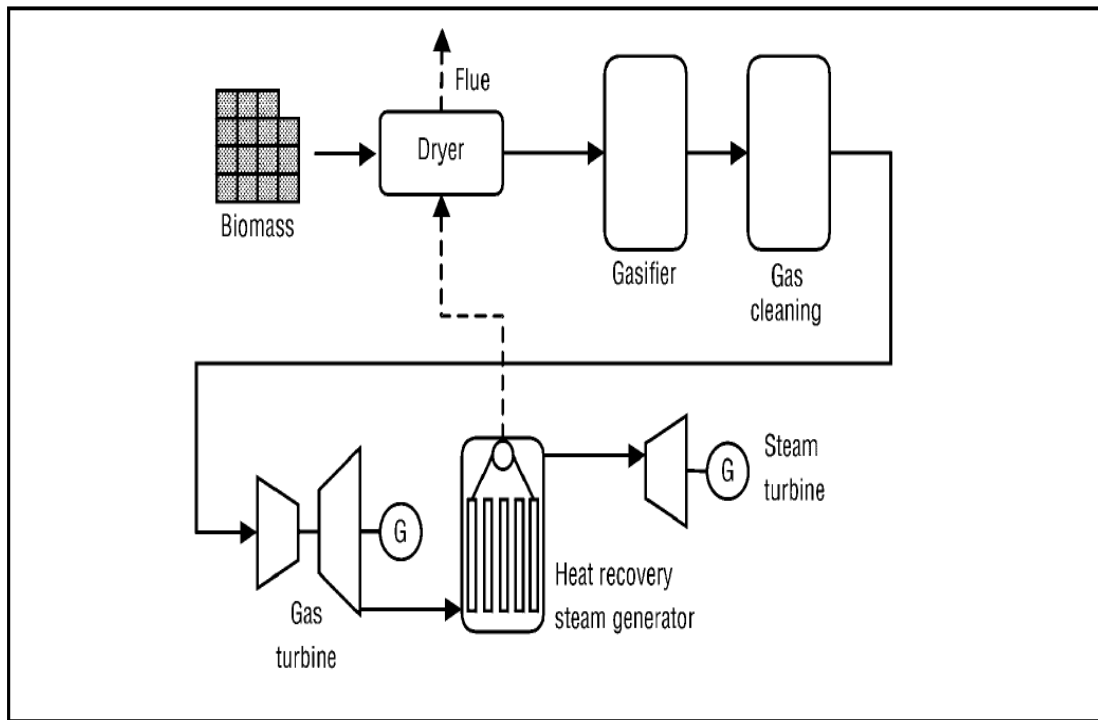 Flue
Dryer
Biomass
Gasifier
Gas
cleaning
Steam
turbine
G
G
Heat recovery
steam generator
Gas
turbine